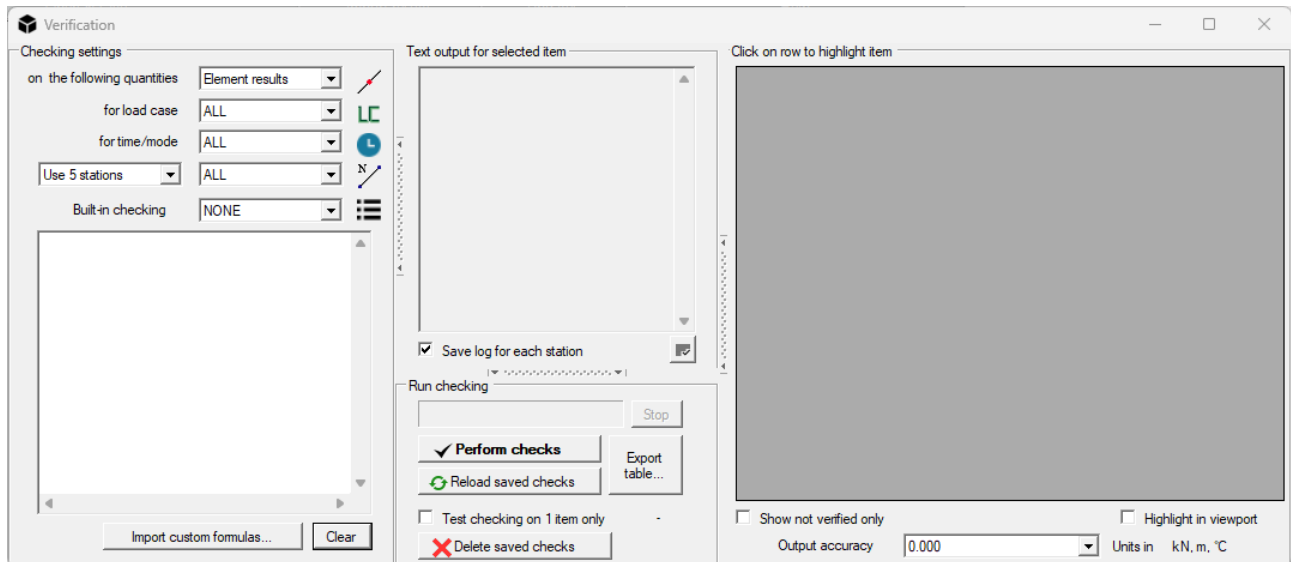 Verification
Checking settings
on the following quantities Element results
for load case ALL
LC
for time/mode ALL
Use 5 stations ALL
N
Built-in checking NONE
Import custom formulas... Clear
Text output for selected item
Save log for each station
Run checking
Stop
Perform checks
Export table...
Reload saved checks
Test checking on 1 item only -
Delete saved checks
Click on row to highlight item
Show not verified only Highlight in viewport
Output accuracy 0.000 Units in kN, m, °C